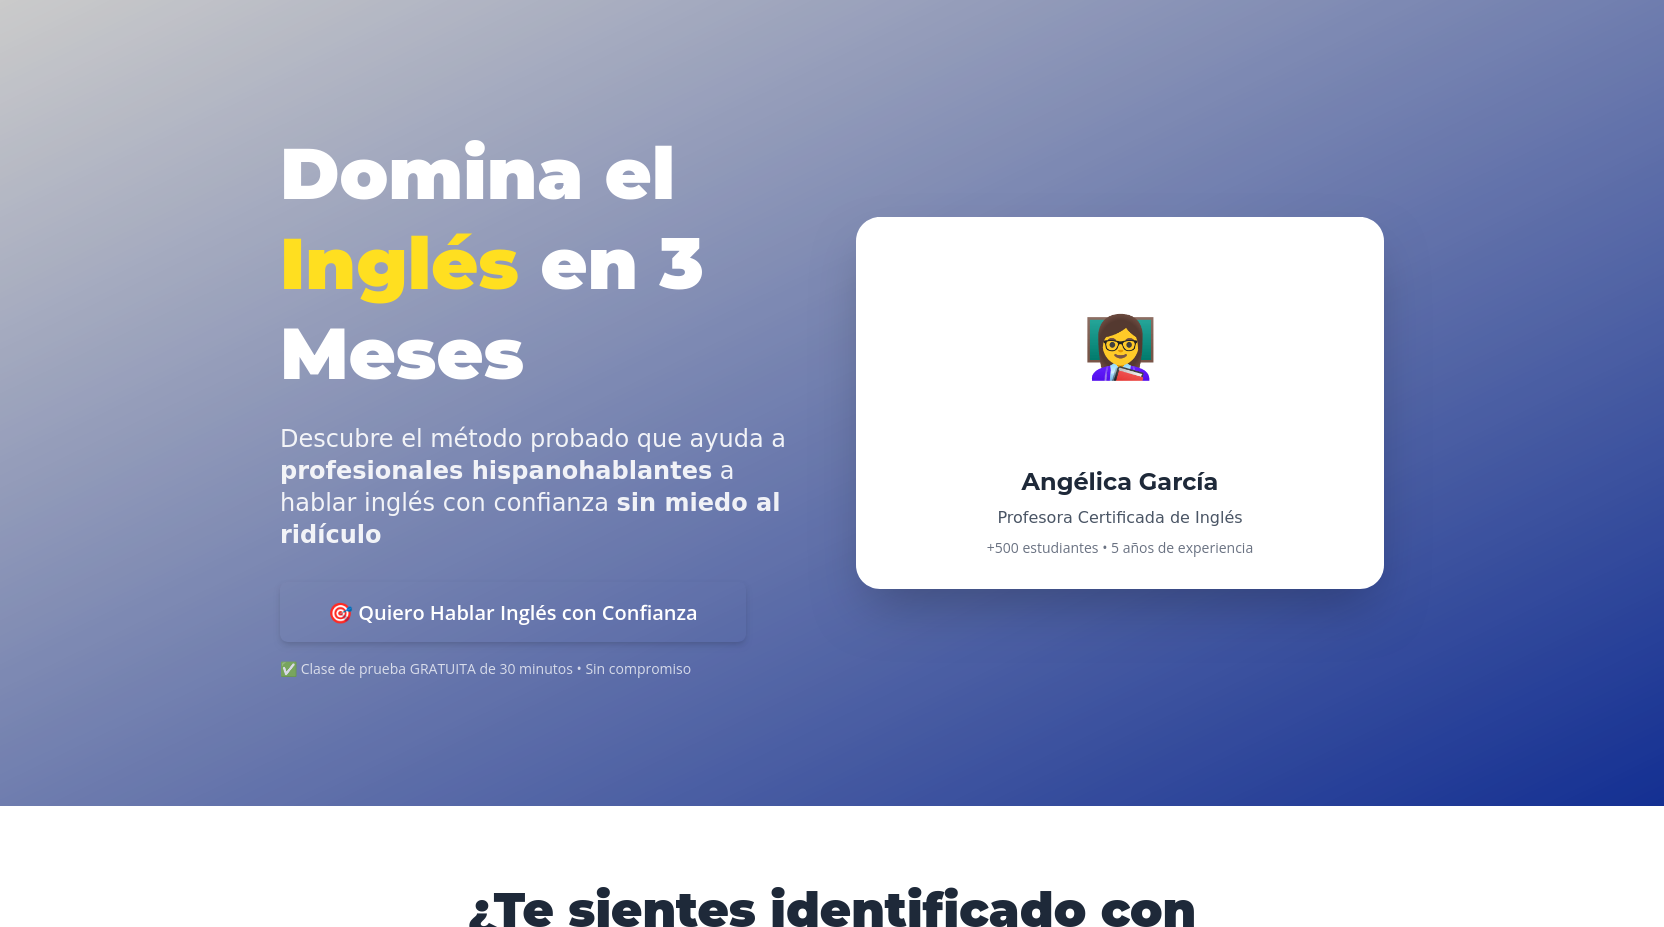 Domina el
Inglés en 3
Meses
Descubre el método probado que ayuda a
profesionales hispanohablantes a
hablar inglés con confianza sin miedo al
ridículo
🎯 Quiero Hablar Inglés con Confianza
✅ Clase de prueba GRATUITA de 30 minutos • Sin compromiso
Angélica García
Profesora Certificada de Inglés
+500 estudiantes • 5 años de experiencia
¿Te sientes identificado con